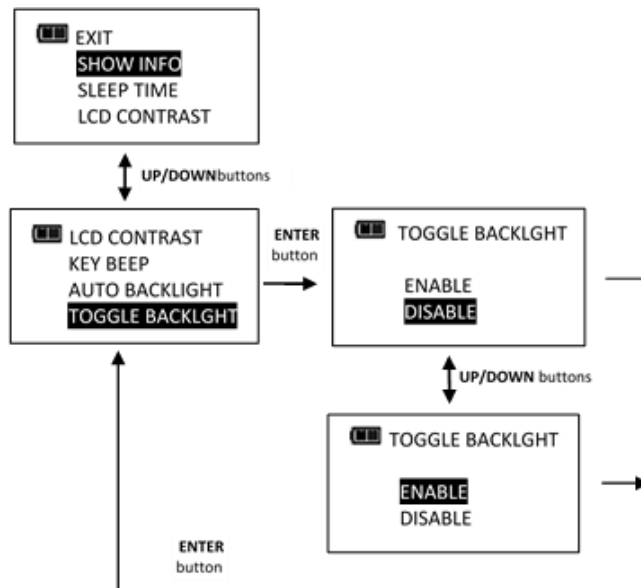 EXIT
SHOW INFO
SLEEP TIME
LCD CONTRAST
UP/DOWNbuttons
LCD CONTRAST
KEY BEEP
AUTO BACKLIGHT
TOGGLE BACKLGHT
ENTER
button
TOGGLE BACKLGHT
ENABLE
DISABLE
UP/DOWN buttons
TOGGLE BACKLGHT
ENABLE
DISABLE
ENTER
button